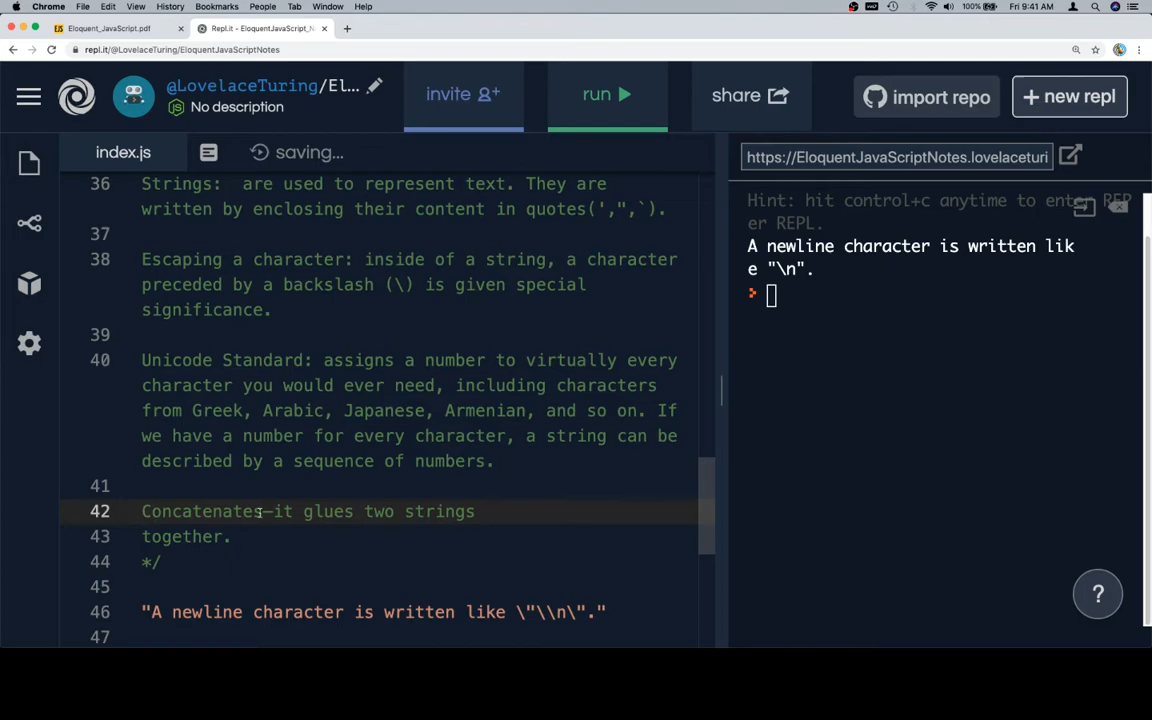 Chrome File Edit View History Bookmarks People Tab Window Help 100% Fri 9:41 AM
Eloquent_JavaScript.pdf × Repl.it - EloquentJavaScriptN × +
repl.it/@LovelaceTuring/EloquentJavaScriptNotes
@LovelaceTuring/El... invite run share import repo + new repl
No description
index.js saving...
https://EloquentJavaScriptNotes.lovelaceturi
36 Strings:  are used to represent text. They are
written by enclosing their content in quotes(',",`).
37
38 Escaping a character: inside of a string, a character
preceded by a backslash (\) is given special
significance.
39
40 Unicode Standard: assigns a number to virtually every
character you would ever need, including characters
from Greek, Arabic, Japanese, Armenian, and so on. If
we have a number for every character, a string can be
described by a sequence of numbers.
41
42 Concatenates—it glues two strings
43 together.
44 */
45
46 "A newline character is written like \"\\n\"."
47
Hint: hit control+c anytime to enter REP
er REPL.
A newline character is written lik
e "\n".
>
?